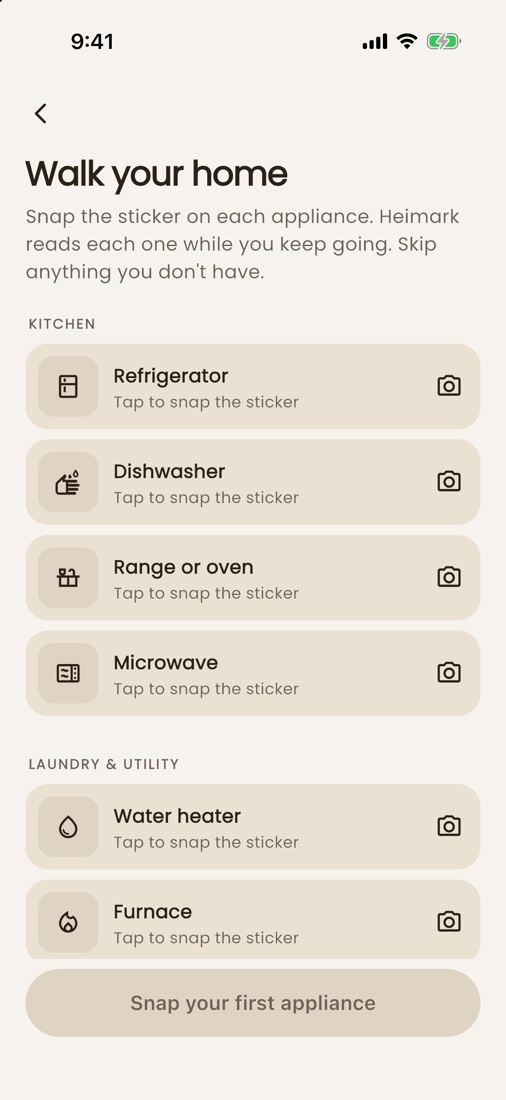 9:41
Walk your home
Snap the sticker on each appliance. Heimark
reads each one while you keep going. Skip
anything you don't have.
KITCHEN
Refrigerator
Tap to snap the sticker
Dishwasher
Tap to snap the sticker
Range or oven
Tap to snap the sticker
Microwave
Tap to snap the sticker
LAUNDRY & UTILITY
Water heater
Tap to snap the sticker
Furnace
Tap to snap the sticker
Snap your first appliance